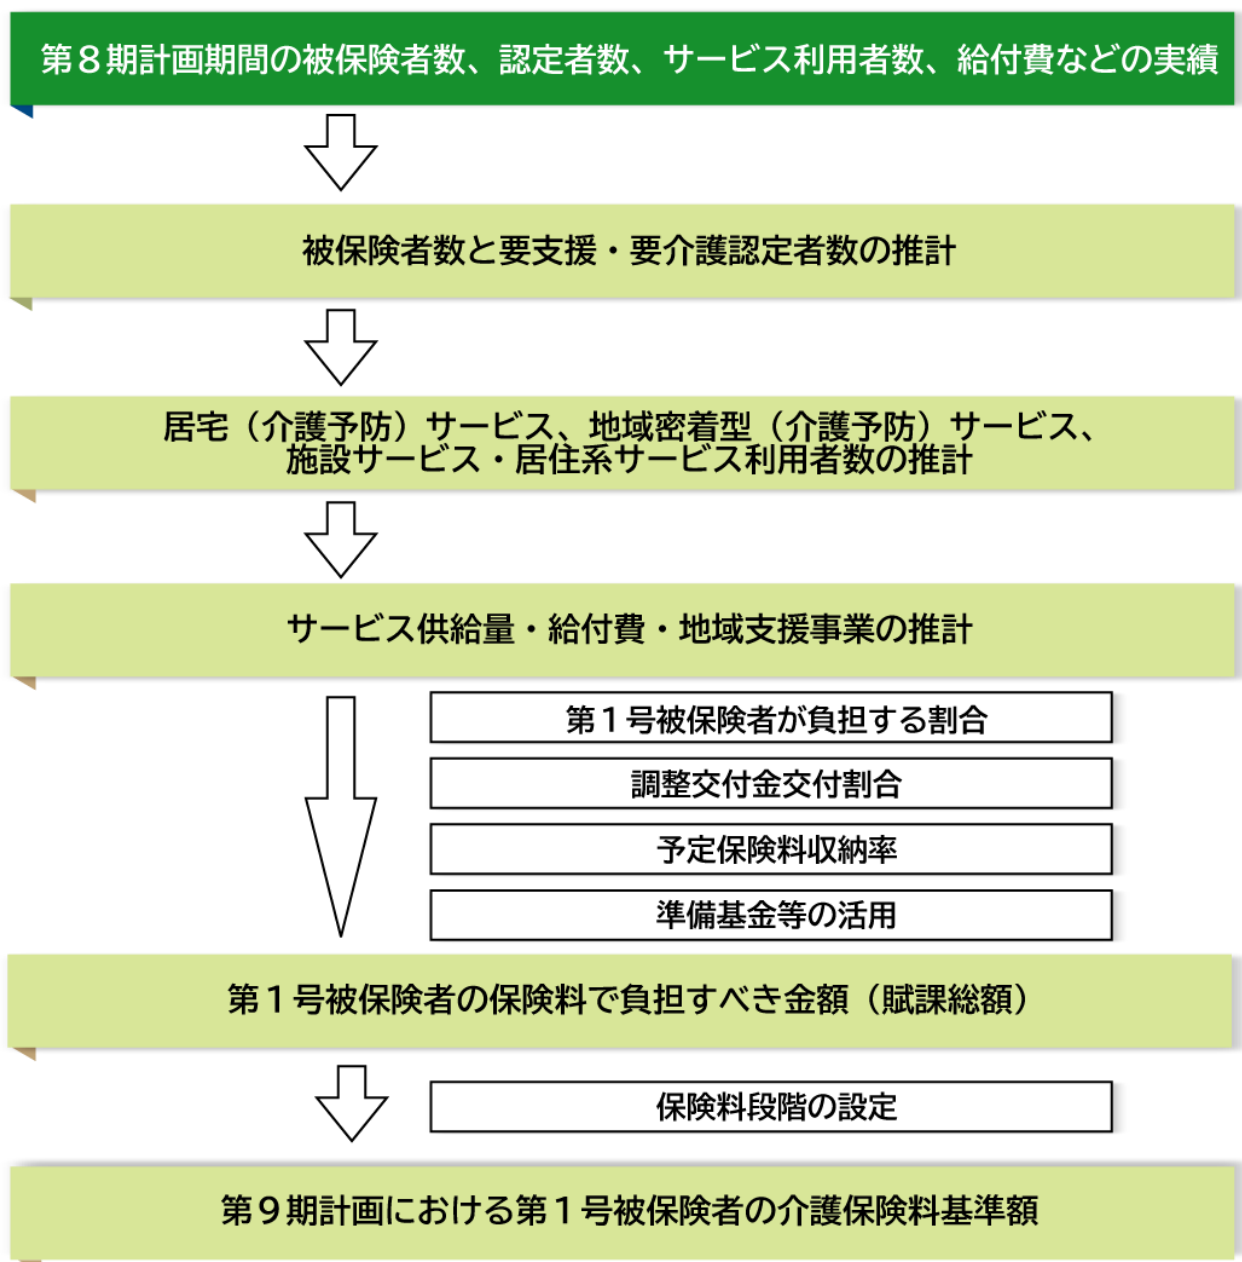 第８期計画期間の被保険者数、認定者数、サービス利用者数、給付費などの実績
被保険者数と要支援・要介護認定者数の推計
居宅（介護予防）サービス、地域密着型（介護予防）サービス、
施設サービス・居住系サービス利用者数の推計
サービス供給量・給付費・地域支援事業の推計
第１号被保険者が負担する割合
調整交付金交付割合
予定保険料収納率
準備基金等の活用
第１号被保険者の保険料で負担すべき金額（賦課総額）
保険料段階の設定
第９期計画における第１号被保険者の介護保険料基準額